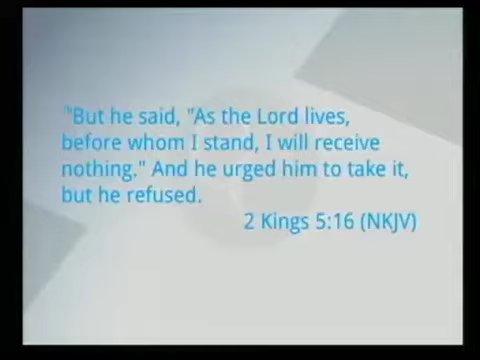 "But he said, "As the Lord lives,
before whom I stand, I will receive
nothing." And he urged him to take it,
but he refused.
2 Kings 5:16 (NKJV)